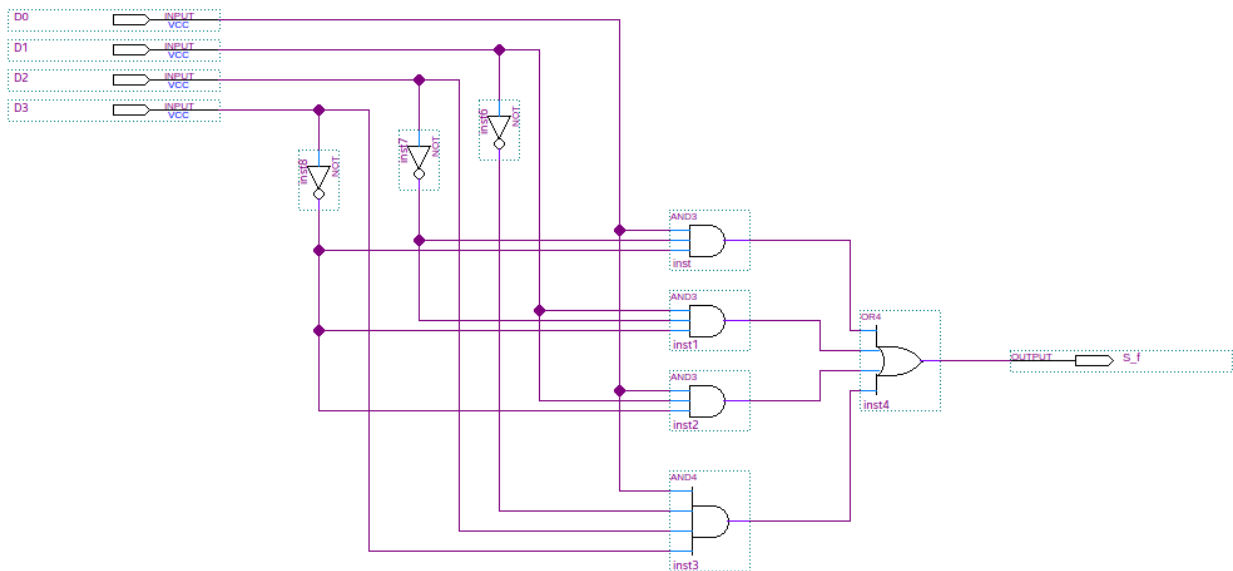 D0 INPUT
VCC
D1 INPUT
VCC
D2 INPUT
VCC
D3 INPUT
VCC
inst6 NOT
inst7 NOT
inst8 NOT
AND3
inst
AND3
inst1
OR4
OUTPUT S_f
AND3
inst4
inst2
AND4
inst3